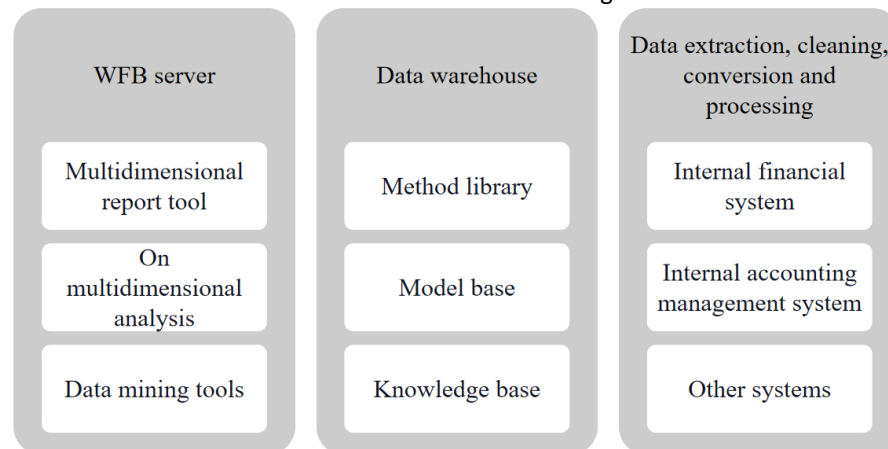 WFB server
Multidimensional
report tool
On
multidimensional
analysis
Data mining tools
Data warehouse
Method library
Model base
Knowledge base
Data extraction, cleaning,
conversion and
processing
Internal financial
system
Internal accounting
management system
Other systems